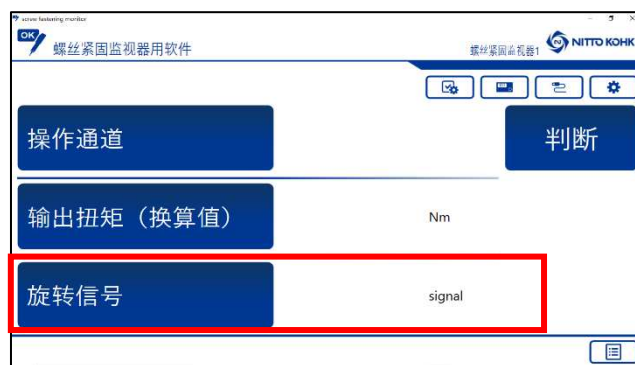 screw fastening monitor
OK
螺丝紧固监视器用软件
螺丝紧固监视器1
NITTO KOHK
操作通道
判断
输出扭矩（换算值）
Nm
旋转信号
signal